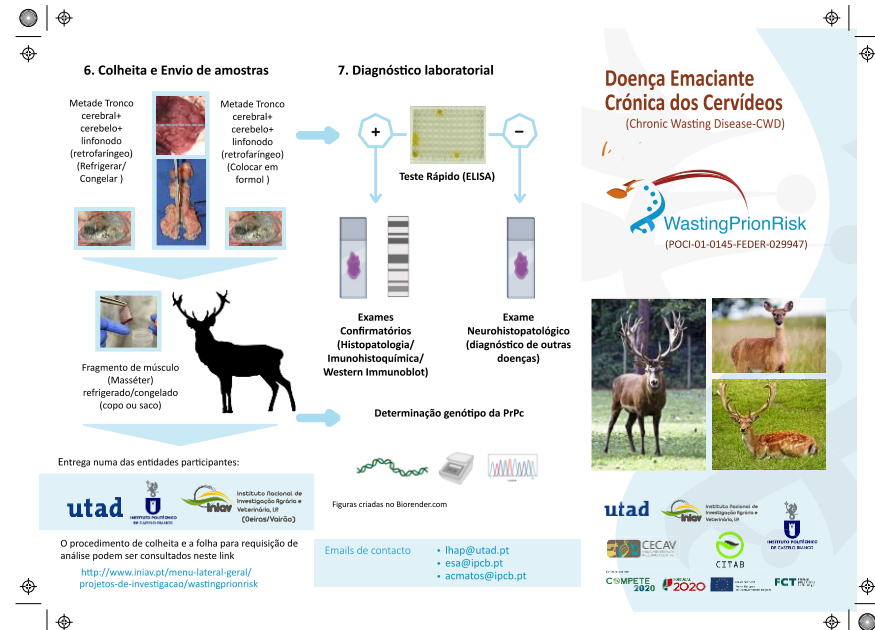 6. Colheita e Envio de amostras
Metade Tronco
cerebral+
cerebelo+
linfonodo
(retrofaríngeo)
(Refrigerar/
Congelar )
Metade Tronco
cerebral+
cerebelo+
linfonodo
(retrofaríngeo)
(Colocar em
formol )
Fragmento de músculo
(Masséter)
refrigerado/congelado
(copo ou saco)
Entrega numa das entidades participantes:
utad
INSTITUTO POLITÉCNICO
DE CASTELO BRANCO
iniav
Instituto Nacional de
Investigação Agrária e
Veterinária, I.P.
(Oeiras/Vairão)
O procedimento de colheita e a folha para requisição de
análise podem ser consultados neste link
http://www.iniav.pt/menu-lateral-geral/
projetos-de-investigacao/wastingprionrisk
7. Diagnóstico laboratorial
+
−
Teste Rápido (ELISA)
Exames
Confirmatórios
(Histopatologia/
Imunohistoquímica/
Western Immunoblot)
Exame
Neurohistopatológico
(diagnóstico de outras
doenças)
Determinação genótipo da PrPc
Figuras criadas no Biorender.com
Emails de contacto
• lhap@utad.pt
• esa@ipcb.pt
• acmatos@ipcb.pt
Doença Emaciante
Crónica dos Cervídeos
(Chronic Wasting Disease-CWD)
WastingPrionRisk
(POCI-01-0145-FEDER-029947)
utad
iniav
Instituto Nacional de
Investigação Agrária e
Veterinária, I.P.
INSTITUTO POLITÉCNICO
DE CASTELO BRANCO
CECAV
CITAB
COMPETE
2020
PORTUGAL
2020
FCT